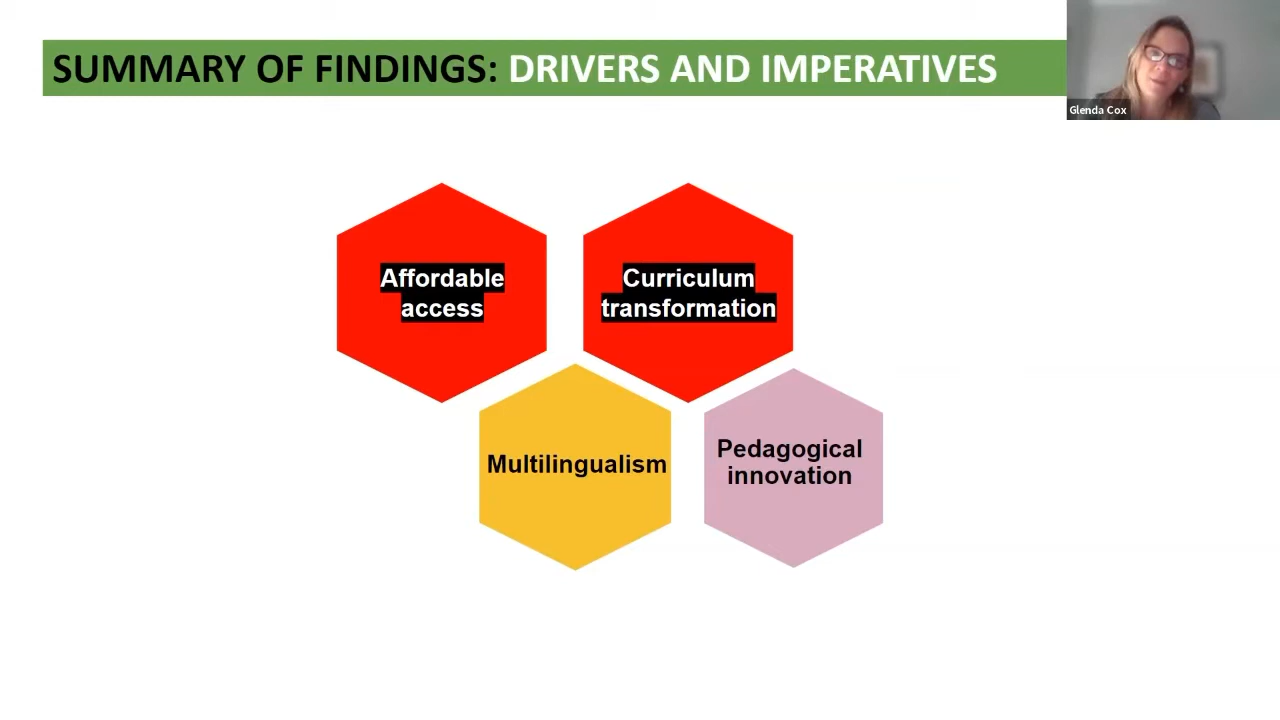 SUMMARY OF FINDINGS: DRIVERS AND IMPERATIVES
Glenda Cox
Affordable
access
Curriculum
transformation
Multilingualism
Pedagogical
innovation